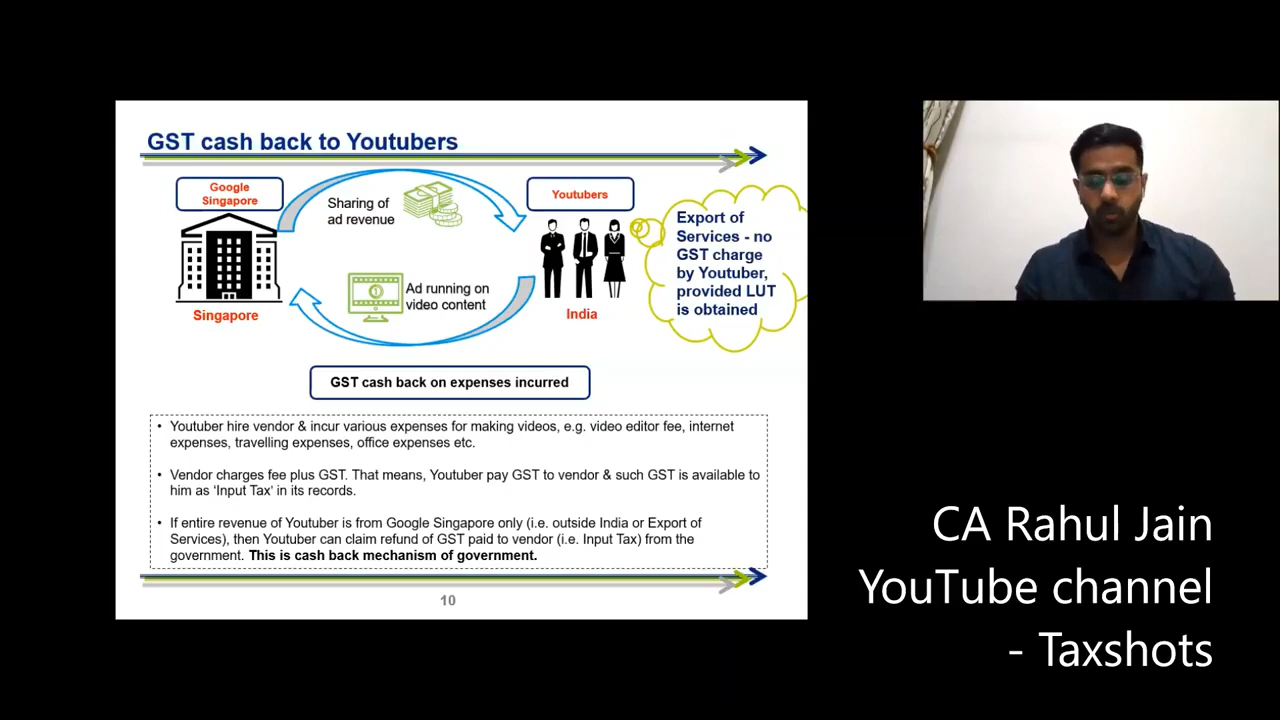 GST cash back to Youtubers
Google
Singapore
Sharing of
ad revenue
Youtubers
Export of
Services - no
GST charge
by Youtuber,
provided LUT
is obtained
Ad running on
video content
Singapore
India
GST cash back on expenses incurred
• Youtuber hire vendor & incur various expenses for making videos, e.g. video editor fee, internet
expenses, travelling expenses, office expenses etc.
• Vendor charges fee plus GST. That means, Youtuber pay GST to vendor & such GST is available to
him as 'Input Tax' in its records.
• If entire revenue of Youtuber is from Google Singapore only (i.e. outside India or Export of
Services), then Youtuber can claim refund of GST paid to vendor (i.e. Input Tax) from the
government. This is cash back mechanism of government.
10
CA Rahul Jain
YouTube channel
- Taxshots